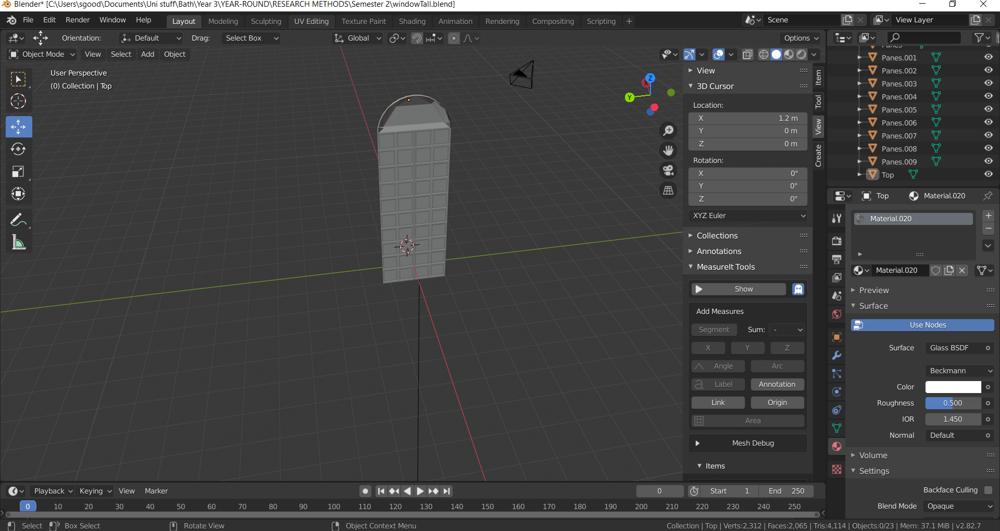 Blender* [C:\Users\sgood\Documents\Uni stuff\Bath\Year 3\YEAR-ROUND\RESEARCH METHODS\Semester 2\windowTall.blend]
File Edit Render Window Help Layout Modeling Sculpting UV Editing Texture Paint Shading Animation Rendering Compositing Scripting + Scene View Layer
Orientation: Default Drag: Select Box Global Options
Object Mode View Select Add Object
User Perspective
(0) Collection | Top
X
Y
Z
View
3D Cursor
Location:
X 1.2 m
Y 0 m
Z 0 m
Rotation:
X 0°
Y 0°
Z 0°
XYZ Euler
Collections
Annotations
MeasureIt Tools
Show
Add Measures
Segment Sum: -
X Y Z
Angle Arc
Label Annotation
Link Origin
Area
Mesh Debug
Items
Item
Tool
View
Create
Panes
Panes.001
Panes.002
Panes.003
Panes.004
Panes.005
Panes.006
Panes.007
Panes.008
Panes.009
Top
Top Material.020
Material.020
Material.020
Preview
Surface
Use Nodes
Surface Glass BSDF
Beckmann
Color
Roughness 0.500
IOR 1.450
Normal Default
Volume
Settings
Backface Culling
Blend Mode Opaque
Playback Keying View Marker 0 Start 1 End 250
0 10 20 30 40 50 60 70 80 90 100 110 120 130 140 150 160 170 180 190 200 210 220 230 240 250
Select Box Select Rotate View Object Context Menu Collection | Top | Verts:2,312 | Faces:2,065 | Tris:4,114 | Objects:0/23 | Mem: 37.1 MiB | v2.82.7